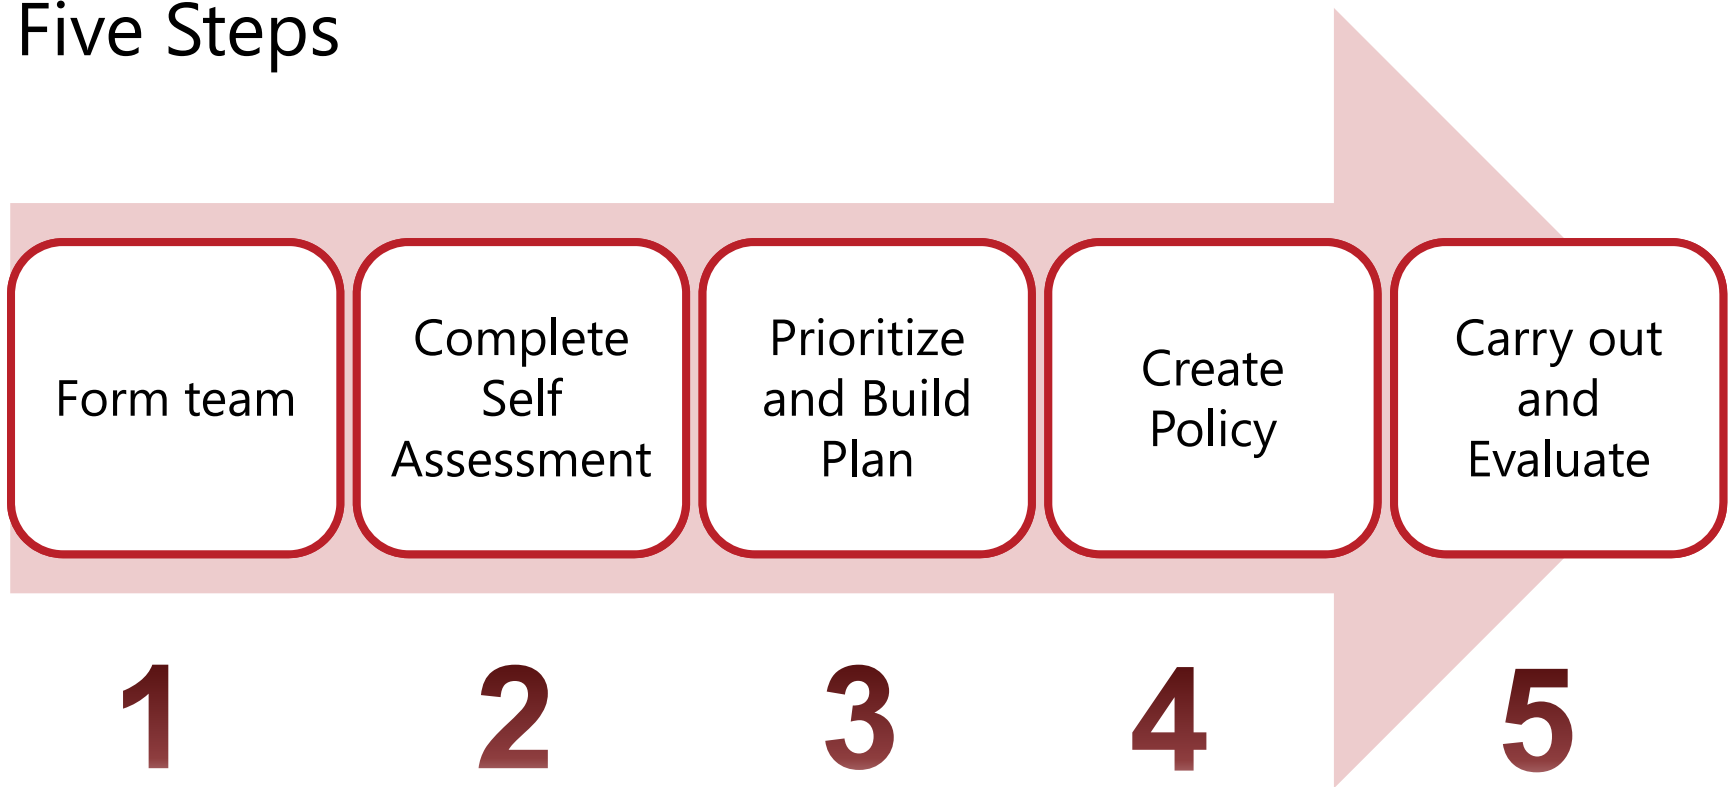 Five Steps
Form team
Complete
Self
Assessment
Prioritize
and Build
Plan
Create
Policy
Carry out
and
Evaluate
1
2
3
4
5